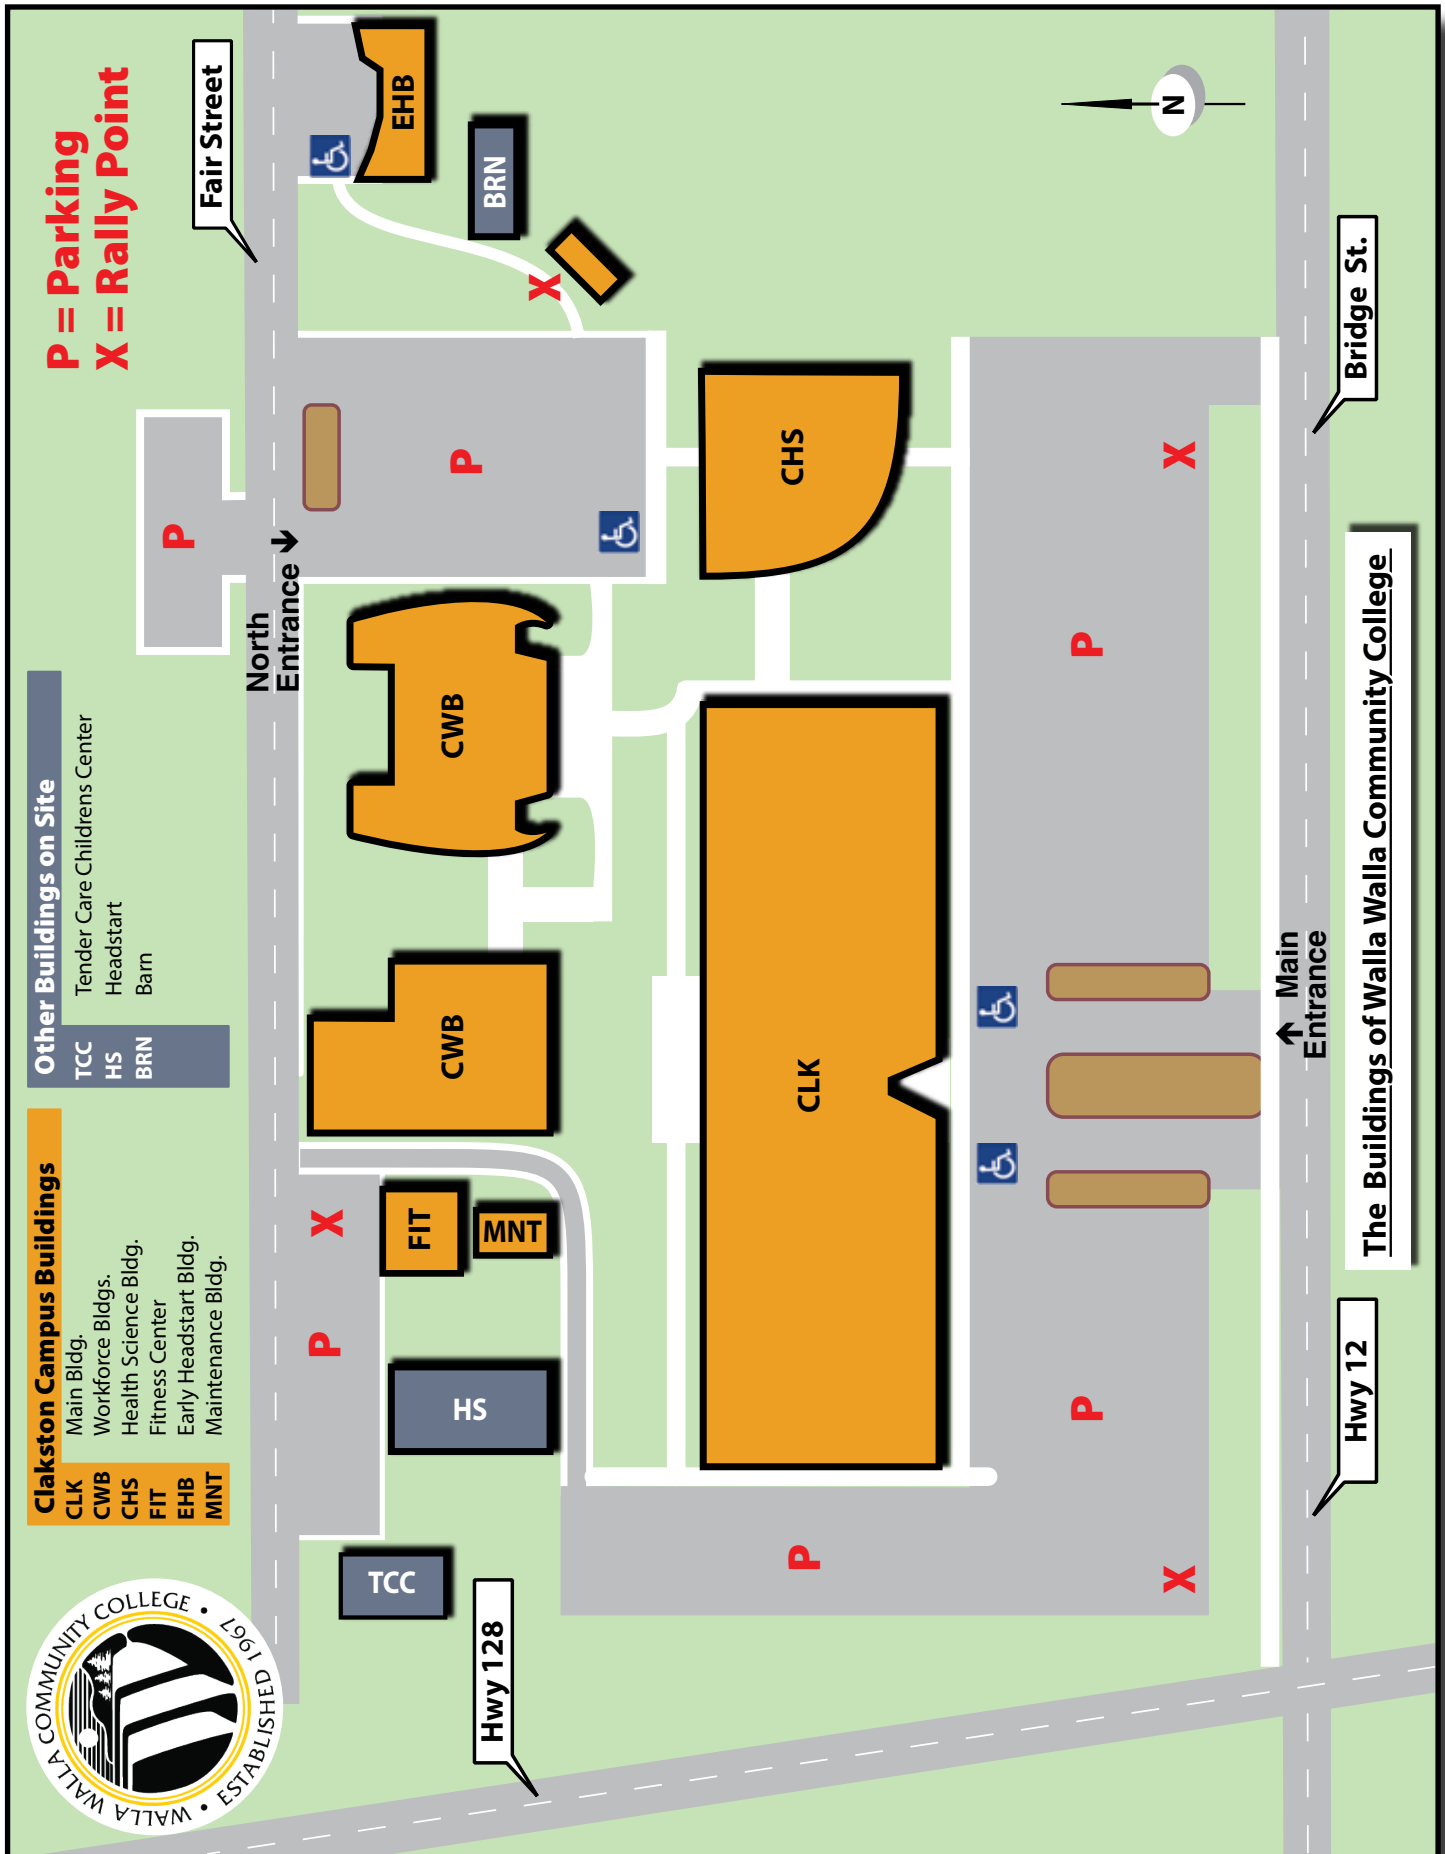 WALLA WALLA COMMUNITY COLLEGE • ESTABLISHED 1967 •
Clakston Campus Buildings
CLK Main Bldg.
CWB Workforce Bldgs.
CHS Health Science Bldg.
FIT Fitness Center
EHB Early Headstart Bldg.
MNT Maintenance Bldg.
Other Buildings on Site
TCC Tender Care Childrens Center
HS Headstart
BRN Barn
P = Parking
X = Rally Point
P
Fair Street
North
Entrance
P
X
EHB
TCC
HS
FIT
MNT
CWB
CWB
P
BRN
X
Hwy 128
P
CLK
CHS
P
P
X
X
N
Main
Entrance
Hwy 12
Bridge St.
The Buildings of Walla Walla Community College